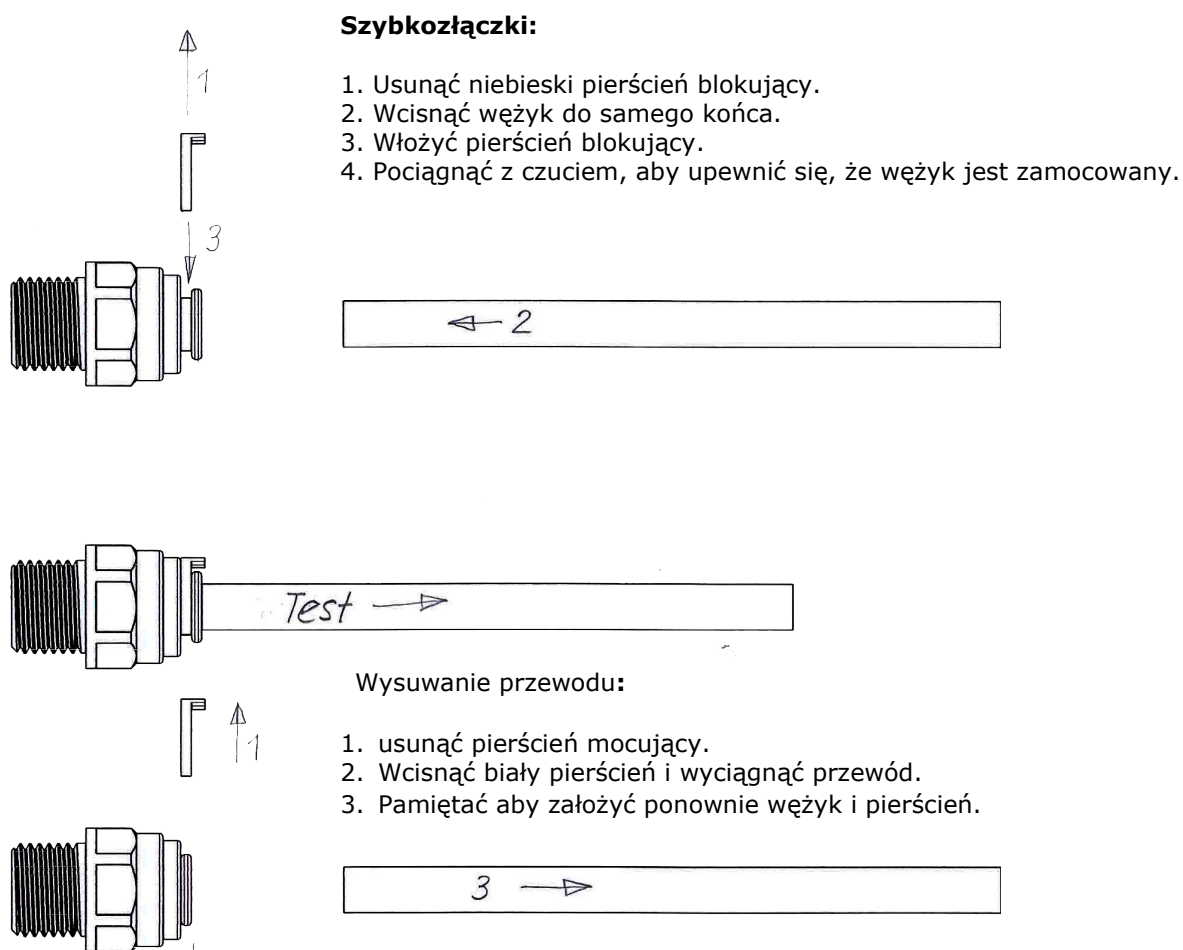 Szybkozłączki:
1
1. Usunąć niebieski pierścień blokujący.
2. Wcisnąć wężyk do samego końca.
3. Włożyć pierścień blokujący.
4. Pociągnąć z czuciem, aby upewnić się, że wężyk jest zamocowany.
3
2
Test
Wysuwanie przewodu:
1
1. usunąć pierścień mocujący.
2. Wcisnąć biały pierścień i wyciągnąć przewód.
3. Pamiętać aby założyć ponownie wężyk i pierścień.
3